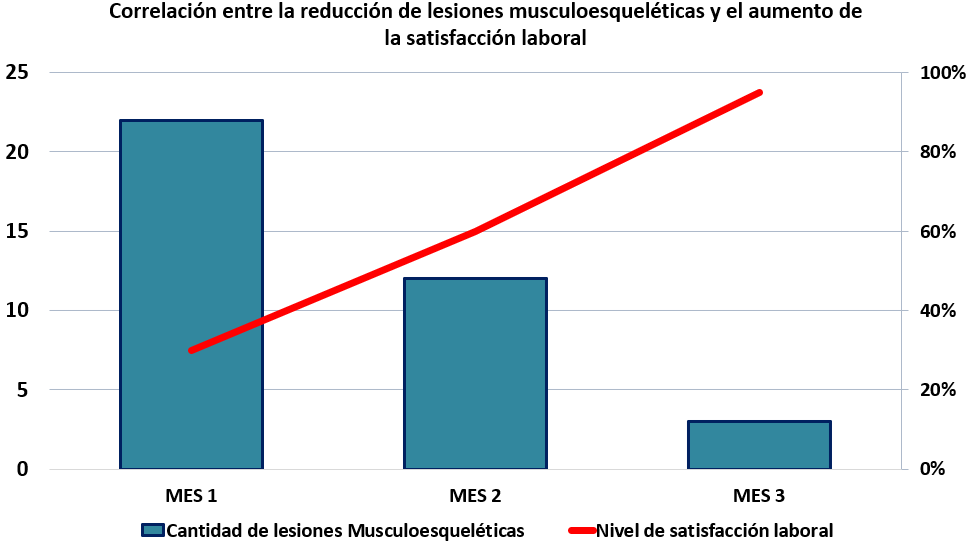 Correlación entre la reducción de lesiones musculoesqueléticas y el aumento de
la satisfacción laboral
25 100%
20 80%
15 60%
10 40%
5 20%
0 0%
MES 1 MES 2 MES 3
Cantidad de lesiones Musculoesqueléticas Nivel de satisfacción laboral